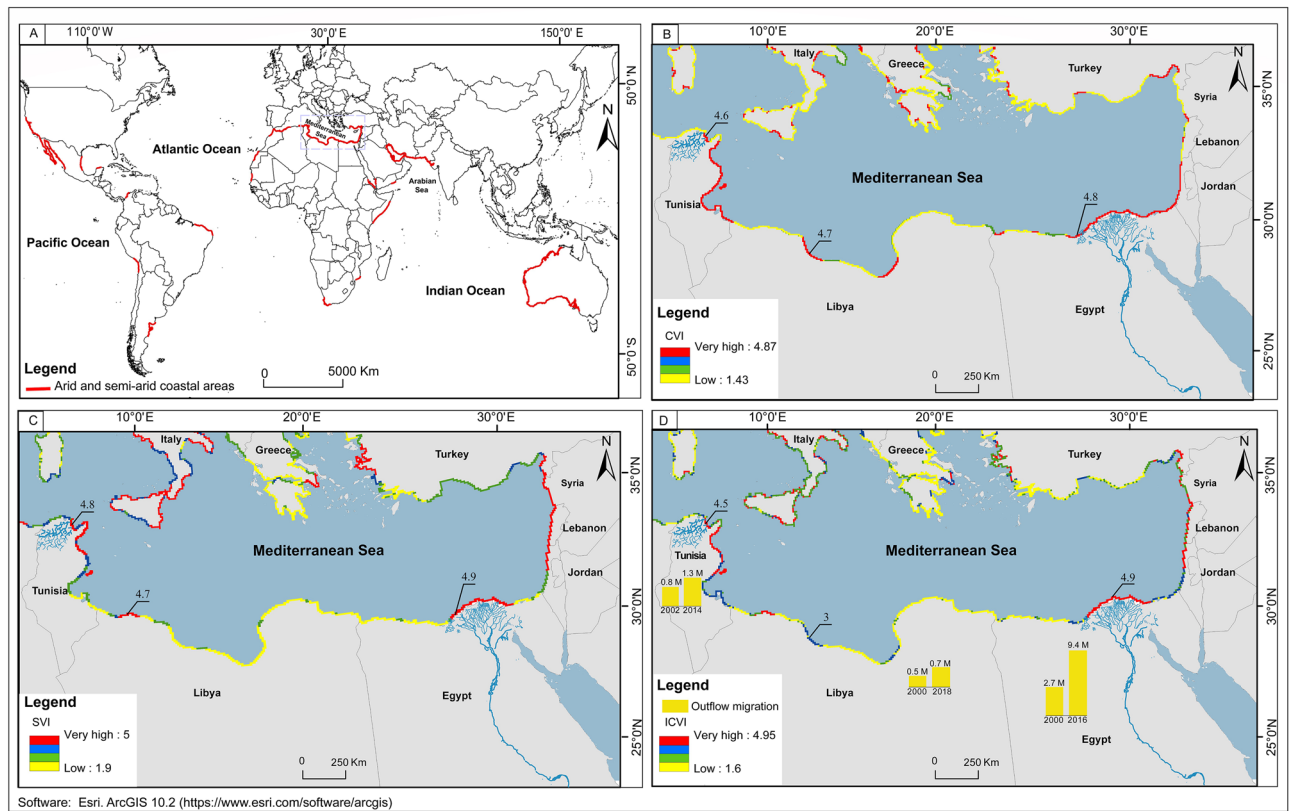 A
110°0'W
30°0'E
150°0'E
50°0'N
N
Mediterranean
Sea
Atlantic Ocean
Arabian
Sea
Pacific Ocean
Indian Ocean
50°0'S
Legend
Arid and semi-arid coastal areas
0
5000 Km
B
10°0'E
20°0'E
30°0'E
Italy
Greece
Turkey
N
35°0'N
Syria
4.6
Lebanon
Mediterranean Sea
Jordan
Tunisia
4.8
30°0'N
4.7
Libya
Egypt
Legend
CVI
Very high : 4.87
Low : 1.43
25°0'N
0
250 Km
C
10°0'E
20°0'E
30°0'E
Italy
Greece
Turkey
N
35°0'N
Syria
4.8
Lebanon
Mediterranean Sea
Jordan
Tunisia
4.7
4.9
30°0'N
Libya
Egypt
Legend
SVI
Very high : 5
Low : 1.9
25°0'N
0
250 Km
D
10°0'E
20°0'E
30°0'E
Italy
Greece
Turkey
N
35°0'N
Syria
4.5
Lebanon
Mediterranean Sea
Tunisia
Jordan
0.8 M
1.3 M
2002
2014
4.9
30°0'N
3
9.4 M
0.5 M
0.7 M
2.7 M
Libya
2000
2018
2000
2016
Egypt
Legend
Outflow migration
ICVI
Very high : 4.95
Low : 1.6
25°0'N
0
250 Km
Software: Esri. ArcGIS 10.2 (https://www.esri.com/software/arcgis)